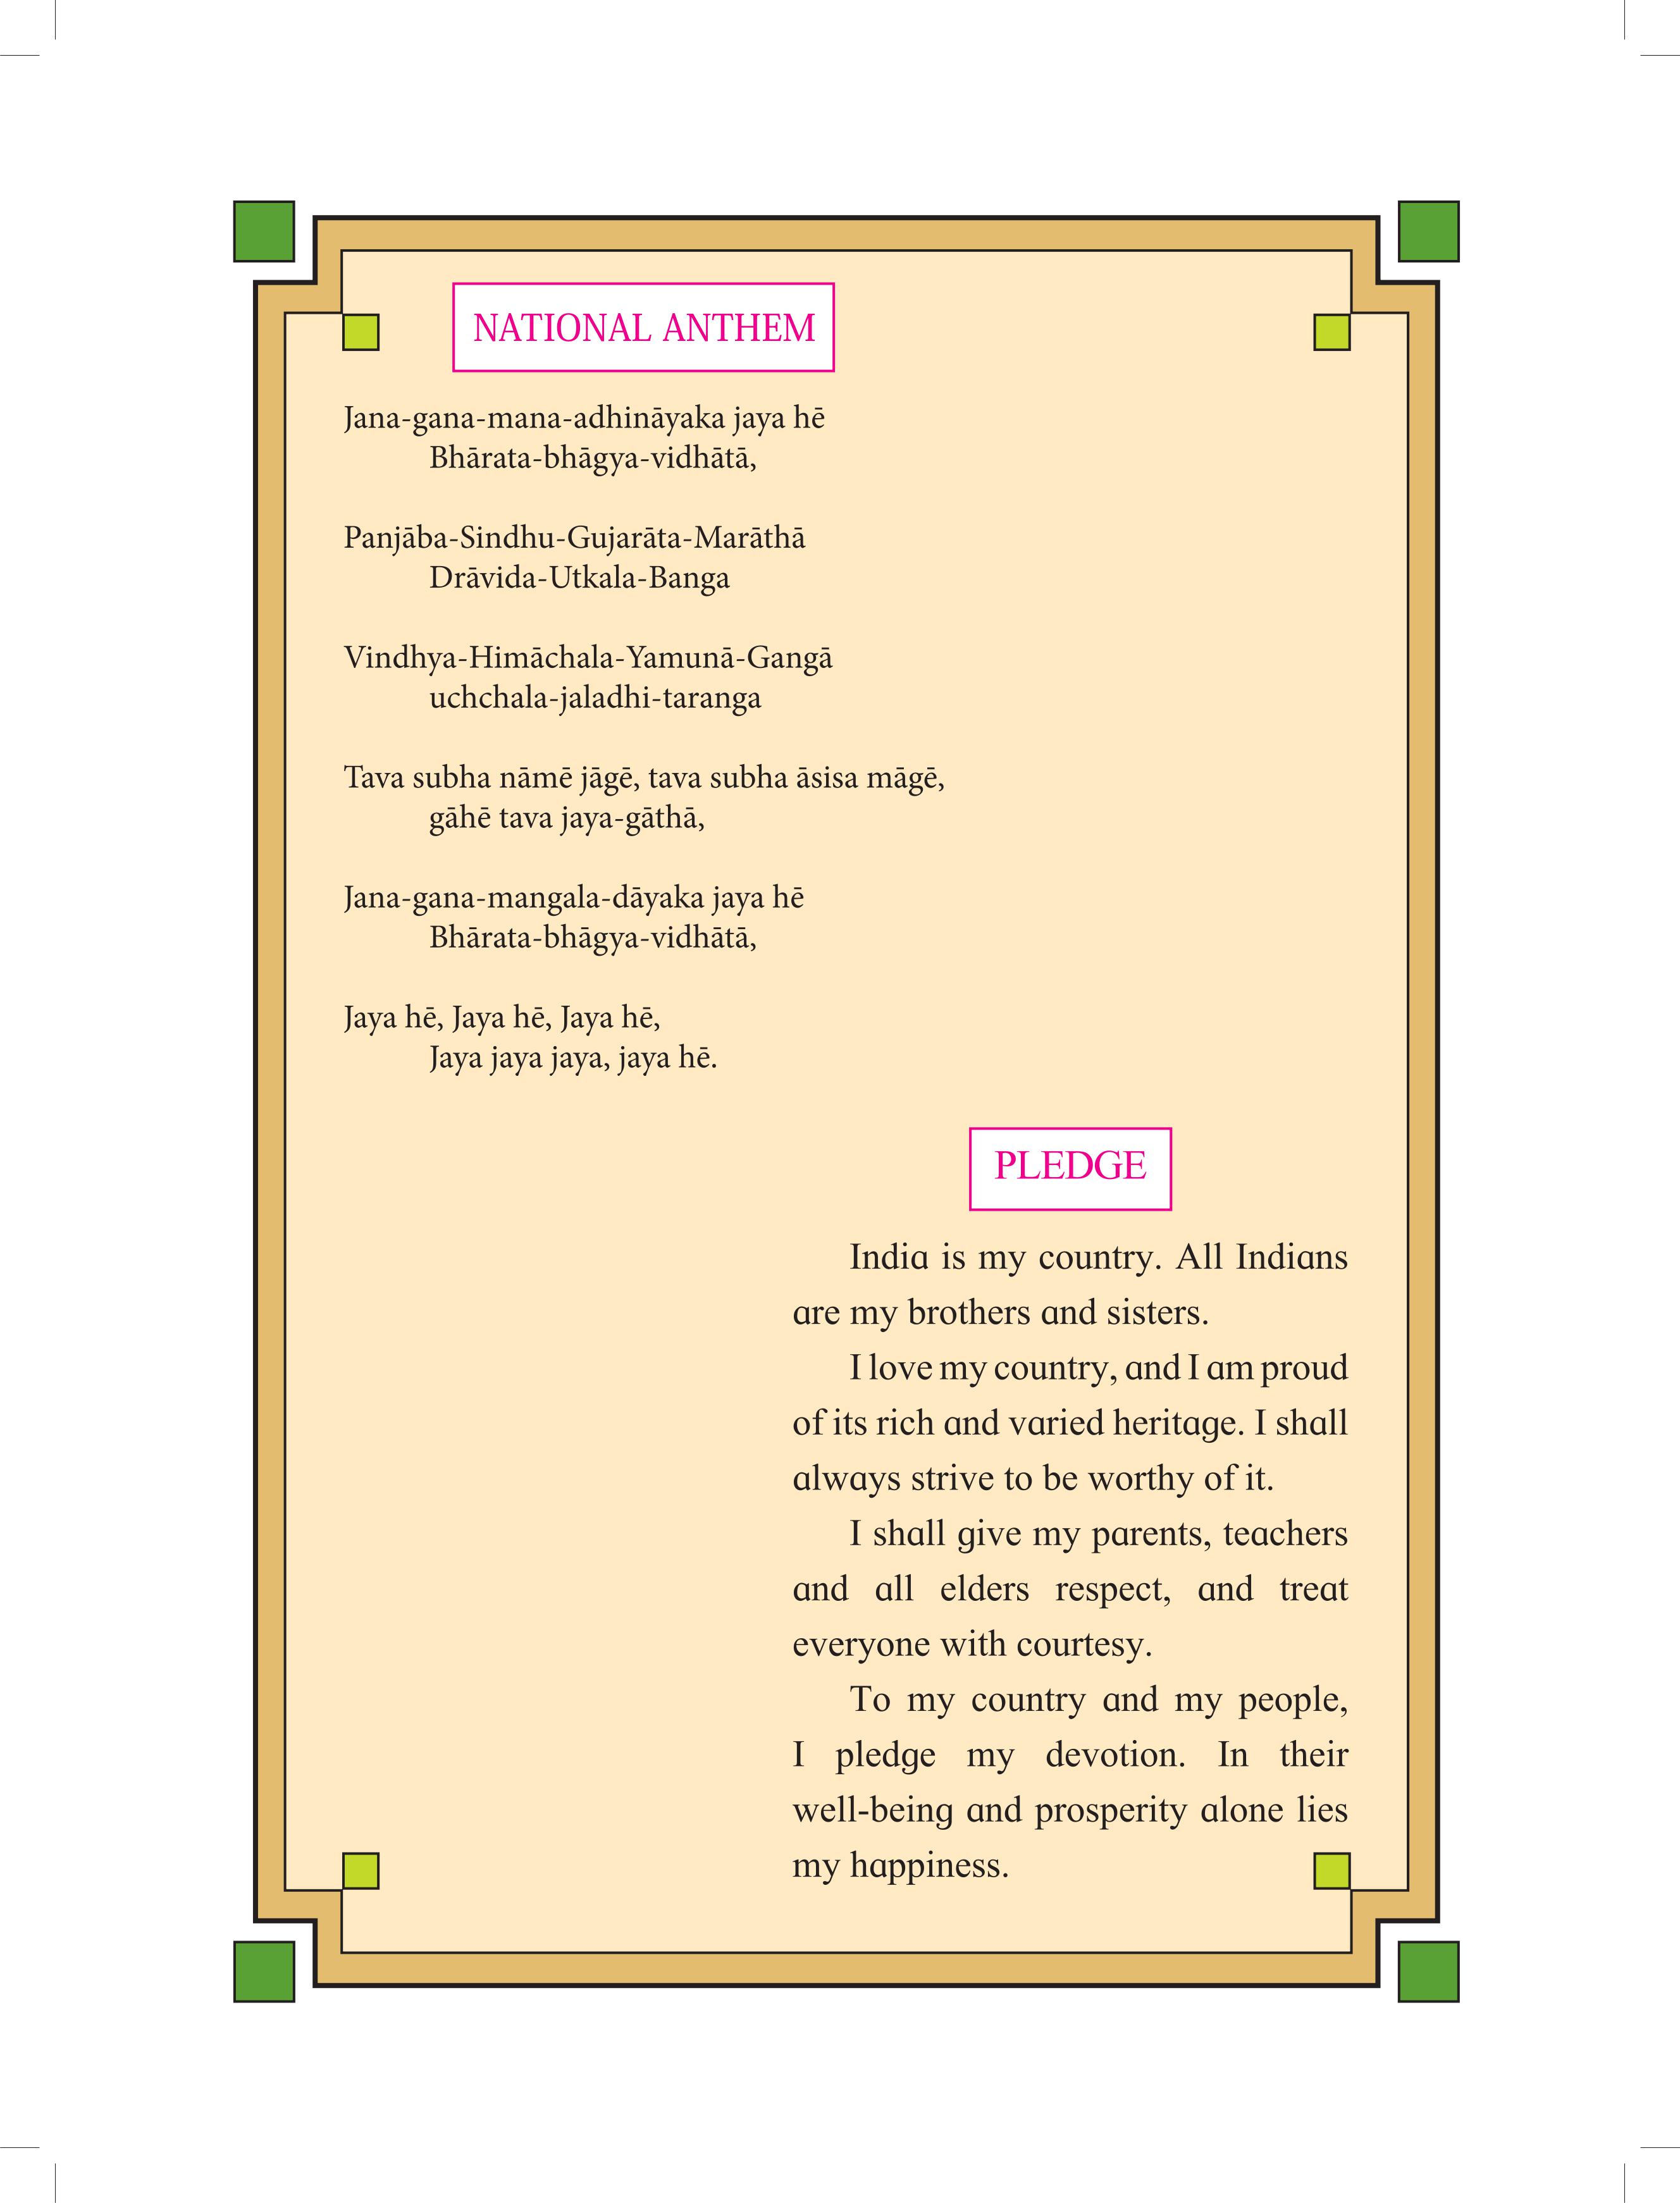 NATIONAL ANTHEM
Jana-gana-mana-adhināyaka jaya hē
Bhārata-bhāgya-vidhātā,
Panjāba-Sindhu-Gujarāta-Marāthā
Drāvida-Utkala-Banga
Vindhya-Himāchala-Yamunā-Gangā
uchchala-jaladhi-taranga
Tava subha nāmē jāgē, tava subha āsisa māgē,
gāhē tava jaya-gāthā,
Jana-gana-mangala-dāyaka jaya hē
Bhārata-bhāgya-vidhātā,
Jaya hē, Jaya hē, Jaya hē,
Jaya jaya jaya, jaya hē.
PLEDGE
India is my country. All Indians
are my brothers and sisters.
I love my country, and I am proud
of its rich and varied heritage. I shall
always strive to be worthy of it.
I shall give my parents, teachers
and all elders respect, and treat
everyone with courtesy.
To my country and my people,
I pledge my devotion. In their
well-being and prosperity alone lies
my happiness.